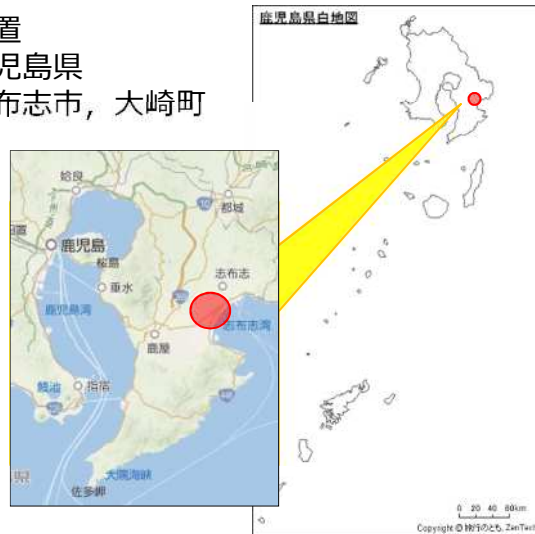 置
児島県
布志市，大崎町
鹿児島県白地図
姶良
都城
鹿児島
桜島
垂水
志布志
鹿児島湾
志布志湾
鹿屋
鰻池
指宿
大隅海峡
佐多岬
県
0 20 40 60km
Copyright © 旅行のとも、ZenTech